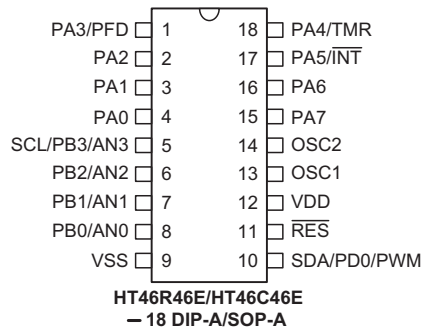 PA3/PFD 1 18 PA4/TMR
PA2 2 17 PA5/INT
PA1 3 16 PA6
PA0 4 15 PA7
SCL/PB3/AN3 5 14 OSC2
PB2/AN2 6 13 OSC1
PB1/AN1 7 12 VDD
PB0/AN0 8 11 RES
VSS 9 10 SDA/PD0/PWM
HT46R46E/HT46C46E
– 18 DIP-A/SOP-A